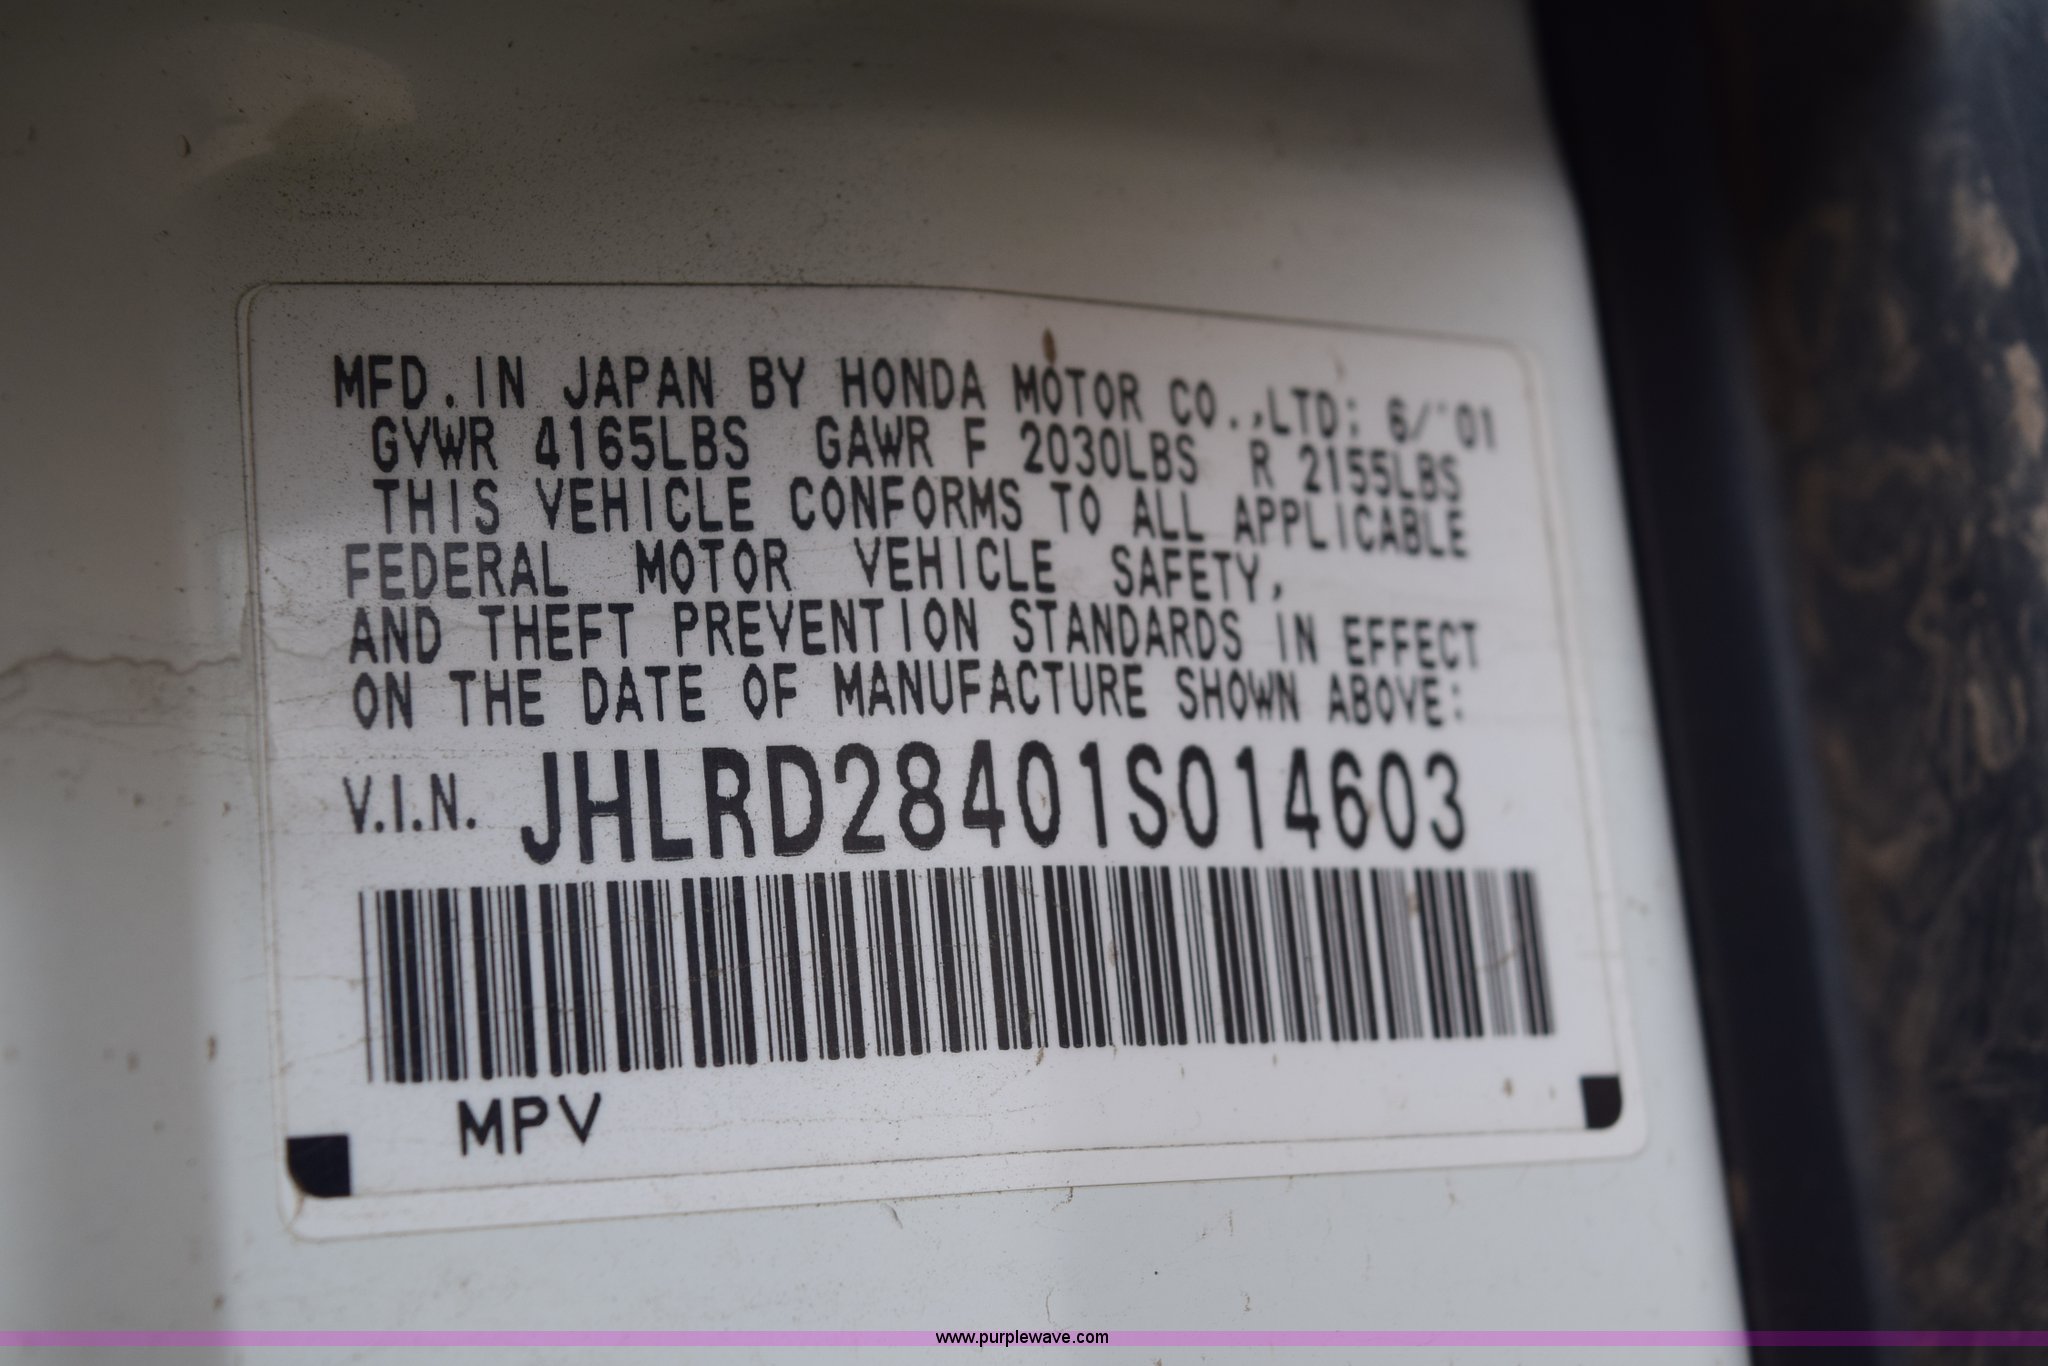 MFD.IN JAPAN BY HONDA MOTOR CO.,LTD: 6/'01
GVWR 4165LBS GAWR F 2030LBS R 2155LBS
THIS VEHICLE CONFORMS TO ALL APPLICABLE
FEDERAL MOTOR VEHICLE SAFETY,
AND THEFT PREVENTION STANDARDS IN EFFECT
ON THE DATE OF MANUFACTURE SHOWN ABOVE:
V.I.N. JHLRD28401S014603
MPV
www.purplewave.com